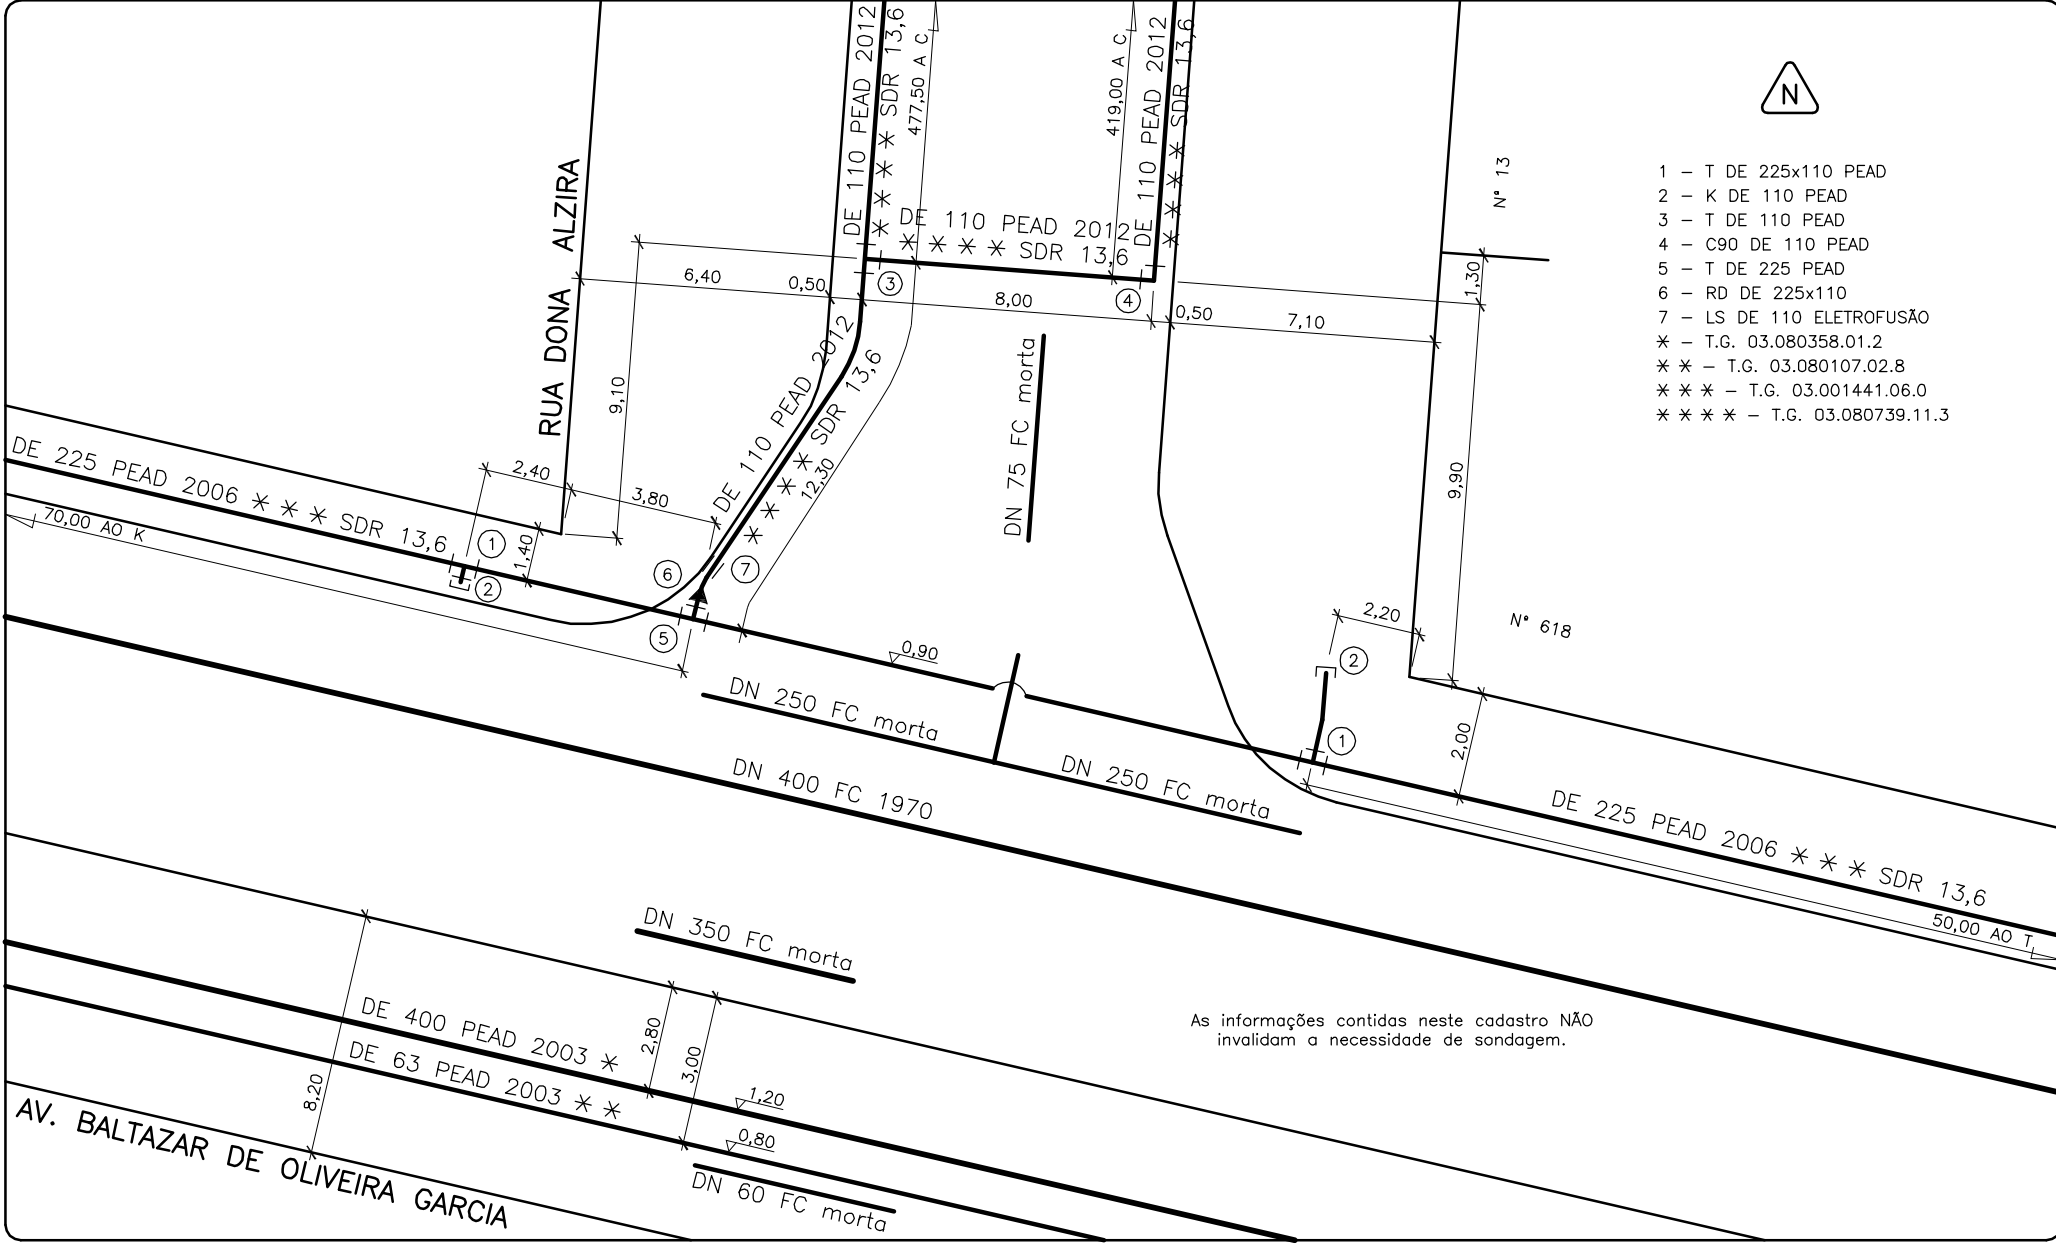 DE 110 PEAD 2012
* * * * SDR 13,6
477,50 A C
419,00 A C
DE 110 PEAD 2012
* * * * SDR 13,6
N
Nº 13
1 – T DE 225x110 PEAD
2 – K DE 110 PEAD
3 – T DE 110 PEAD
4 – C90 DE 110 PEAD
5 – T DE 225 PEAD
6 – RD DE 225x110
7 – LS DE 110 ELETROFUSÃO
* – T.G. 03.080358.01.2
* * – T.G. 03.080107.02.8
* * * – T.G. 03.001441.06.0
* * * * – T.G. 03.080739.11.3
RUA DONA ALZIRA
DE 110 PEAD 2012
* * * * SDR 13,6
6,40
0,50
3
8,00
4
0,50
7,10
1,30
9,10
9,90
DE 110 PEAD 2012
* * * * SDR 13,6
12,30
DN 75 FC morta
DE 225 PEAD 2006 * * * SDR 13,6
70,00 AO K
2,40
3,80
1
1,40
2
6
7
5
0,90
2,20
Nº 618
2
1
2,00
DN 250 FC morta
DN 250 FC morta
DN 400 FC 1970
DE 225 PEAD 2006 * * * SDR 13,6
50,00 AO T
DN 350 FC morta
DE 400 PEAD 2003 *
2,80
3,00
DE 63 PEAD 2003 * *
8,20
1,20
0,80
DN 60 FC morta
As informações contidas neste cadastro NÃO
invalidam a necessidade de sondagem.
AV. BALTAZAR DE OLIVEIRA GARCIA